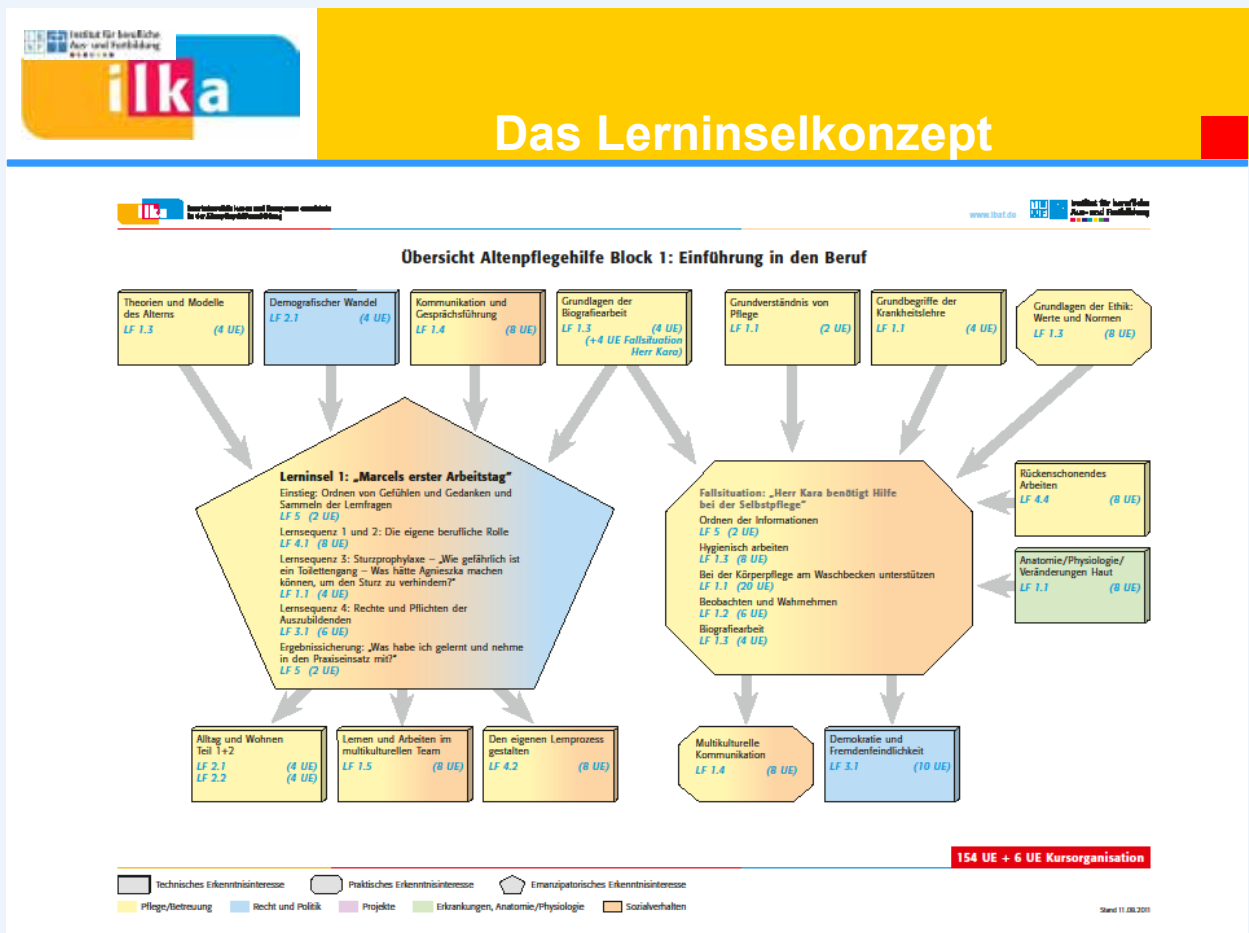 Institut für berufliche
Aus- und Fortbildung
ilka
Das Lerninselkonzept
ilka
www.ibaf.de
Institut für berufliche
Aus- und Fortbildung
Übersicht Altenpflegehilfe Block 1: Einführung in den Beruf
Theorien und Modelle
des Alterns
LF 1.3 (4 UE)
Demografischer Wandel
LF 2.1 (4 UE)
Kommunikation und
Gesprächsführung
LF 1.4 (8 UE)
Grundlagen der
Biografiearbeit
LF 1.3 (4 UE)
(+4 UE Fallsituation
Herr Kara)
Grundverständnis von
Pflege
LF 1.1 (2 UE)
Grundbegriffe der
Krankheitslehre
LF 1.1 (4 UE)
Grundlagen der Ethik:
Werte und Normen
LF 1.3 (8 UE)
Lerninsel 1: „Marcels erster Arbeitstag“
Einstieg: Ordnen von Gefühlen und Gedanken und
Sammeln der Lernfragen
LF 5 (2 UE)
Lernsequenz 1 und 2: Die eigene berufliche Rolle
LF 4.1 (8 UE)
Lernsequenz 3: Sturzprophylaxe – „Wie gefährlich ist
ein Toilettengang – Was hätte Agnieszka machen
können, um den Sturz zu verhindern?“
LF 1.1 (4 UE)
Lernsequenz 4: Rechte und Pflichten der
Auszubildenden
LF 3.1 (6 UE)
Ergebnissicherung: „Was habe ich gelernt und nehme
in den Praxiseinsatz mit?“
LF 5 (2 UE)
Fallsituation: „Herr Kara benötigt Hilfe
bei der Selbstpflege“
Ordnen der Informationen
LF 5 (2 UE)
Hygienisch arbeiten
LF 1.3 (8 UE)
Bei der Körperpflege am Waschbecken unterstützen
LF 1.1 (20 UE)
Beobachten und Wahrnehmen
LF 1.2 (6 UE)
Biografiearbeit
LF 1.3 (4 UE)
Rückenschonendes
Arbeiten
LF 4.4 (8 UE)
Anatomie/Physiologie/
Veränderungen Haut
LF 1.1 (8 UE)
Alltag und Wohnen
Teil 1+2
LF 2.1 (4 UE)
LF 2.2 (4 UE)
Lernen und Arbeiten im
multikulturellen Team
LF 1.5 (8 UE)
Den eigenen Lernprozess
gestalten
LF 4.2 (8 UE)
Multikulturelle
Kommunikation
LF 1.4 (8 UE)
Demokratie und
Fremdenfeindlichkeit
LF 3.1 (10 UE)
154 UE + 6 UE Kursorganisation
Technisches Erkenntnisinteresse
Praktisches Erkenntnisinteresse
Emanzipatorisches Erkenntnisinteresse
Pflege/Betreuung
Recht und Politik
Projekte
Erkrankungen, Anatomie/Physiologie
Sozialverhalten
Stand 11.08.2011